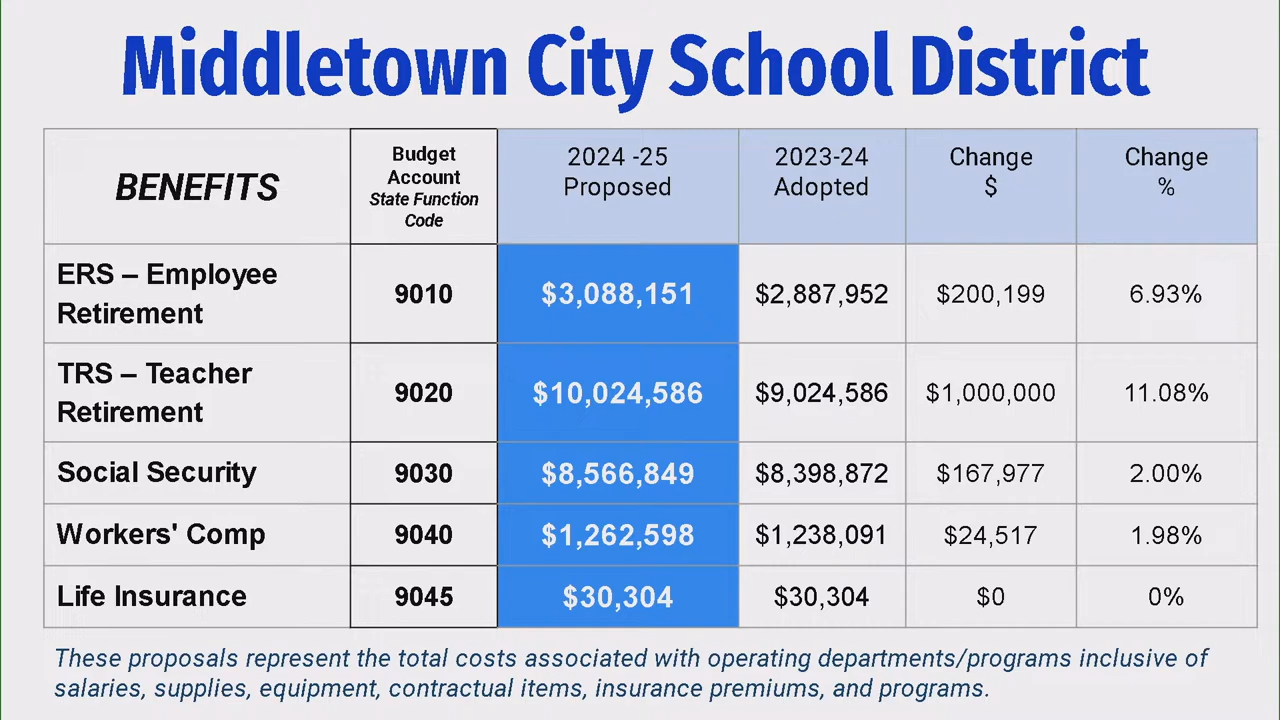 Middletown City School District
BENEFITS
Budget
Account
State Function
Code
2024 -25
Proposed
2023-24
Adopted
Change
$
Change
%
ERS – Employee
Retirement
9010
$3,088,151
$2,887,952
$200,199
6.93%
TRS – Teacher
Retirement
9020
$10,024,586
$9,024,586
$1,000,000
11.08%
Social Security
9030
$8,566,849
$8,398,872
$167,977
2.00%
Workers' Comp
9040
$1,262,598
$1,238,091
$24,517
1.98%
Life Insurance
9045
$30,304
$30,304
$0
0%
These proposals represent the total costs associated with operating departments/programs inclusive of
salaries, supplies, equipment, contractual items, insurance premiums, and programs.